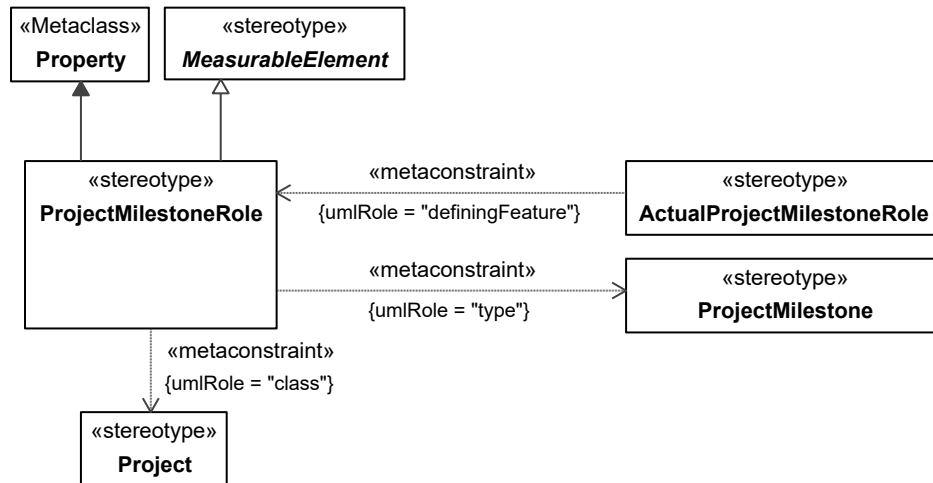 «Metaclass»
Property
«stereotype»
MeasurableElement
«stereotype»
ProjectMilestoneRole
«metaconstraint»
{umlRole = "definingFeature"}
«stereotype»
ActualProjectMilestoneRole
«metaconstraint»
{umlRole = "type"}
«stereotype»
ProjectMilestone
«metaconstraint»
{umlRole = "class"}
«stereotype»
Project